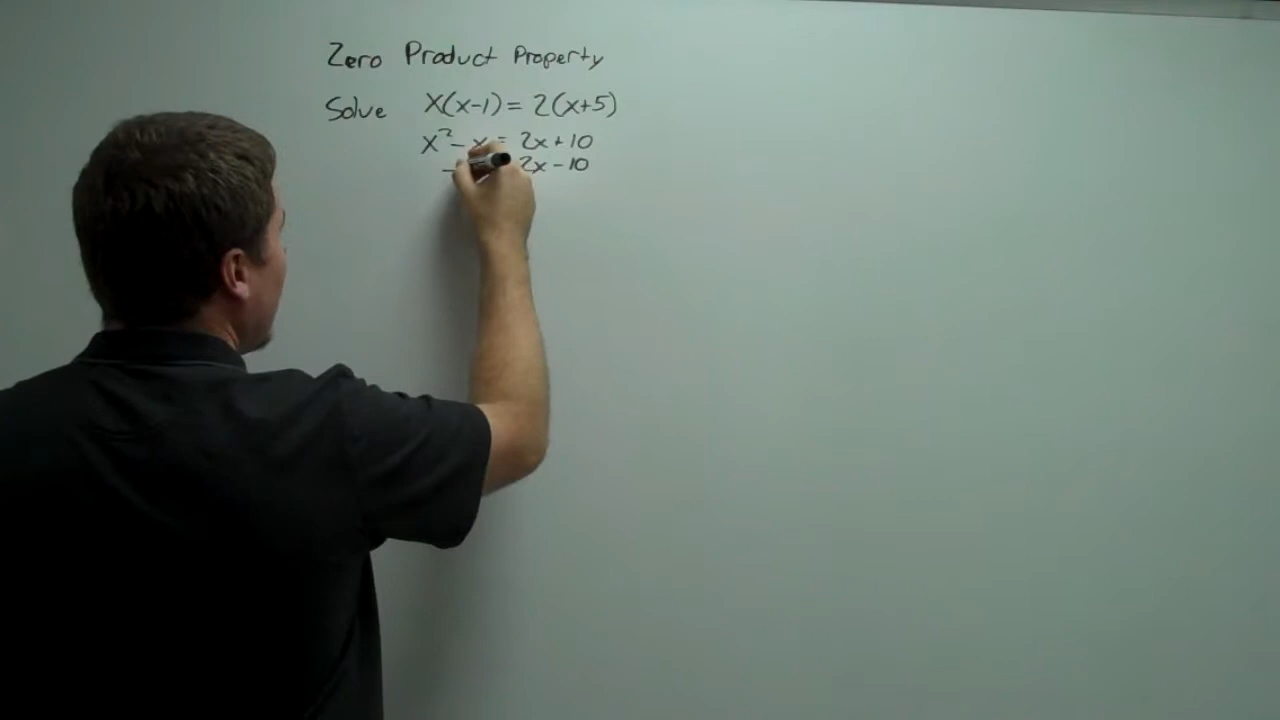 Zero Product Property
Solve X(x-1) = 2(x+5)
x² - x = 2x + 10
- 2x - 10